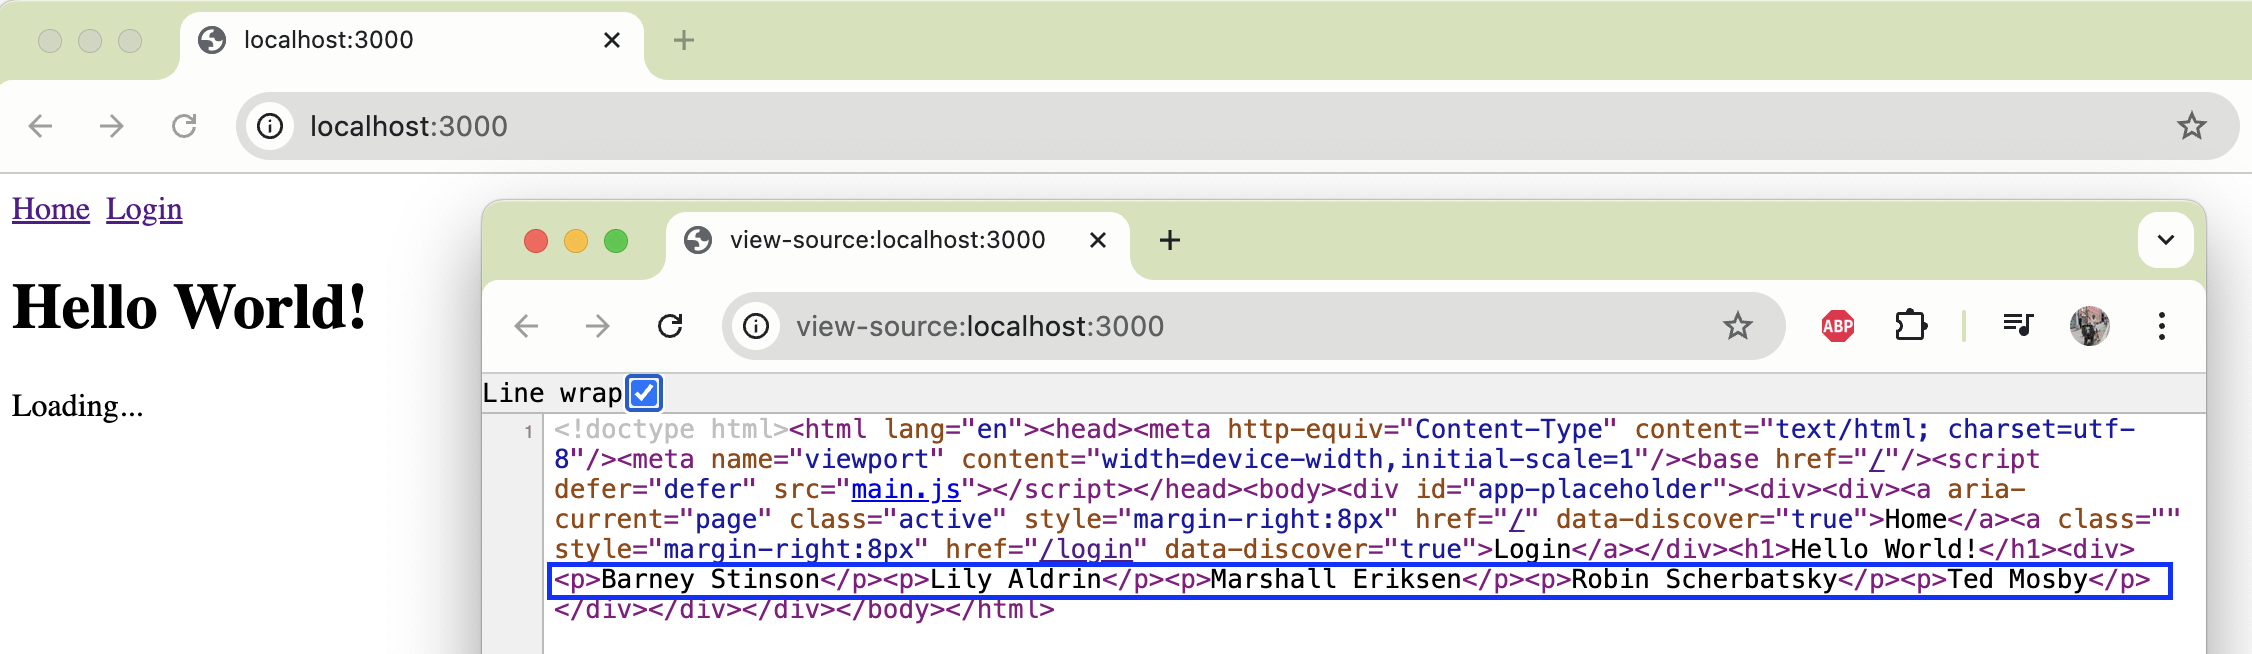 localhost:3000
localhost:3000
Home Login
Hello World!
Loading...
view-source:localhost:3000
view-source:localhost:3000
ABP
Line wrap
1
<!doctype html><html lang="en"><head><meta http-equiv="Content-Type" content="text/html; charset=utf-
8"/><meta name="viewport" content="width=device-width,initial-scale=1"/><base href="/"/><script
defer="defer" src="main.js"></script></head><body><div id="app-placeholder"><div><div><a aria-
current="page" class="active" style="margin-right:8px" href="/" data-discover="true">Home</a><a class=""
style="margin-right:8px" href="/login" data-discover="true">Login</a></div><h1>Hello World!</h1><div>
<p>Barney Stinson</p><p>Lily Aldrin</p><p>Marshall Eriksen</p><p>Robin Scherbatsky</p><p>Ted Mosby</p>
</div></div></div></body></html>